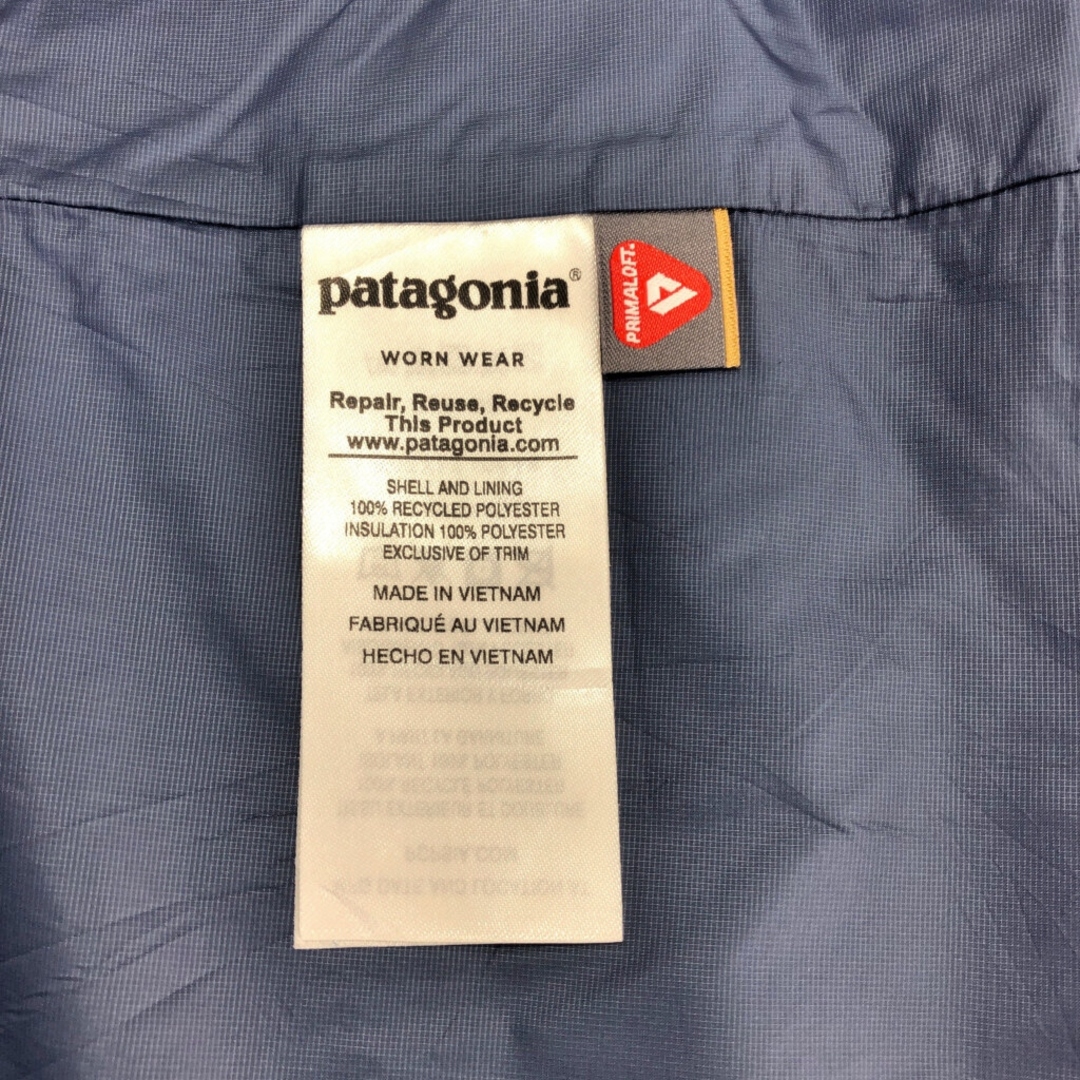 patagonia®
PRIMALOFT.
WORN WEAR
Repair, Reuse, Recycle
This Product
www.patagonia.com
SHELL AND LINING
100% RECYCLED POLYESTER
INSULATION 100% POLYESTER
EXCLUSIVE OF TRIM
MADE IN VIETNAM
FABRIQUÉ AU VIETNAM
HECHO EN VIETNAM